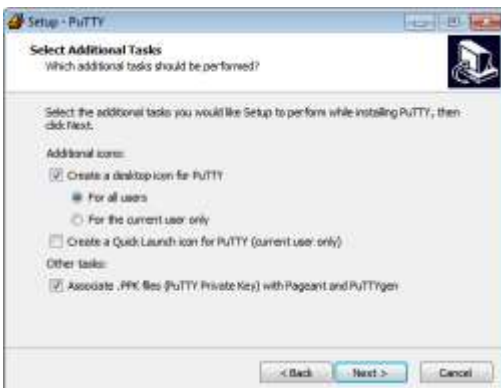 Setup - PuTTY
Select Additional Tasks
Which additional tasks should be performed?
Select the additional tasks you would like Setup to perform while installing PuTTY, then
click Next.
Additional icons:
Create a desktop icon for PuTTY
For all users
For the current user only
Create a Quick Launch icon for PuTTY (current user only)
Other tasks:
Associate .PPK files (PuTTY Private Key) with Pageant and PuTTYgen
< Back
Next >
Cancel